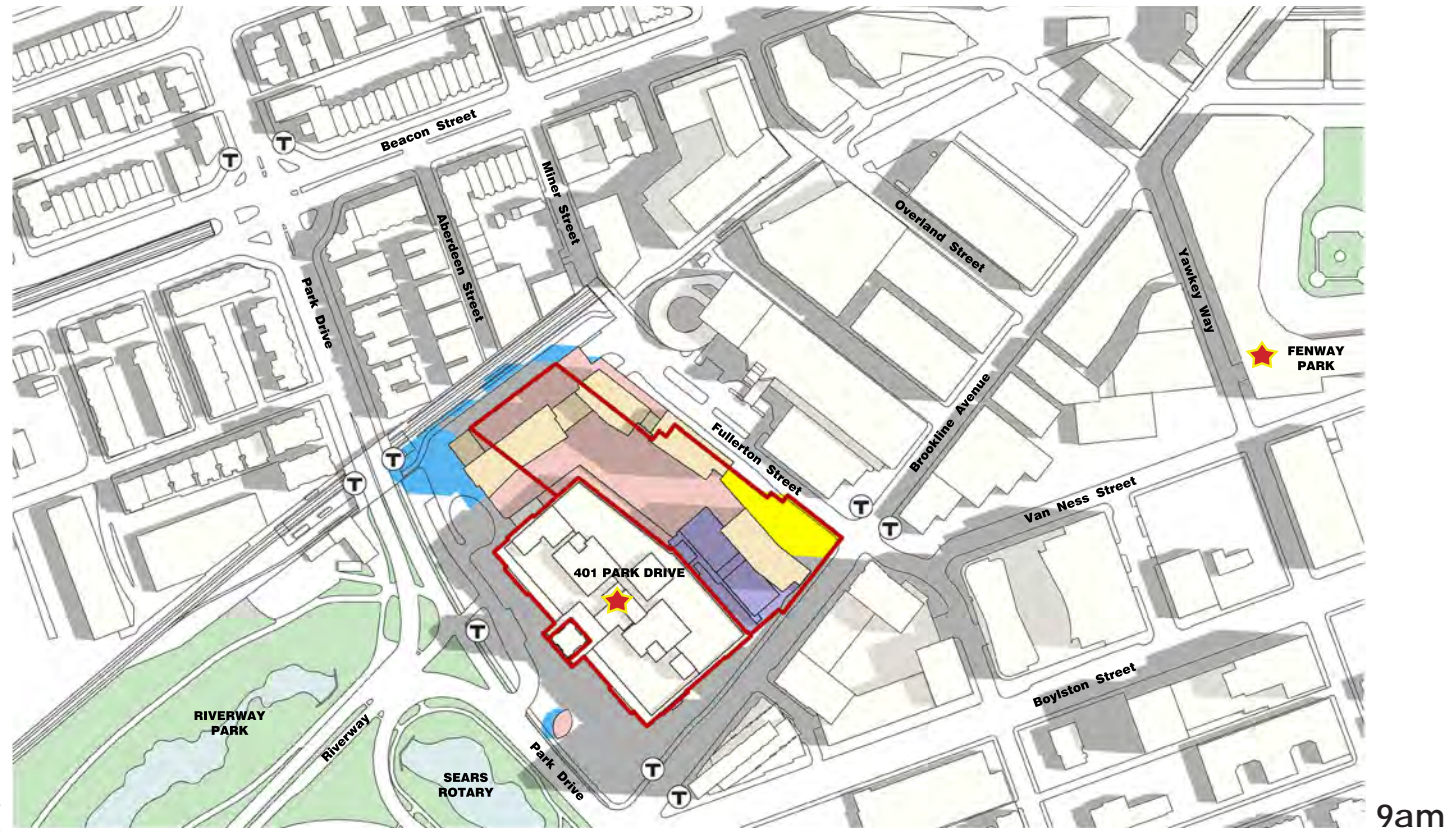 Beacon Street
T
T
Miner Street
Aberdeen Street
Overland Street
Park Drive
Yawkey Way
FENWAY
PARK
Brookline Avenue
Fullerton Street
T
T
T
T
Van Ness Street
401 PARK DRIVE
T
Boylston Street
RIVERWAY
PARK
Riverway
Park Drive
SEARS
ROTARY
T
T
9am